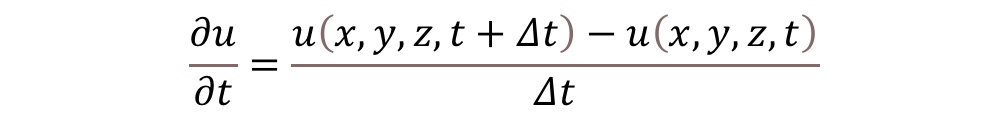 ∂u/∂t = (u(x, y, z, t + Δt) − u(x, y, z, t))/Δt